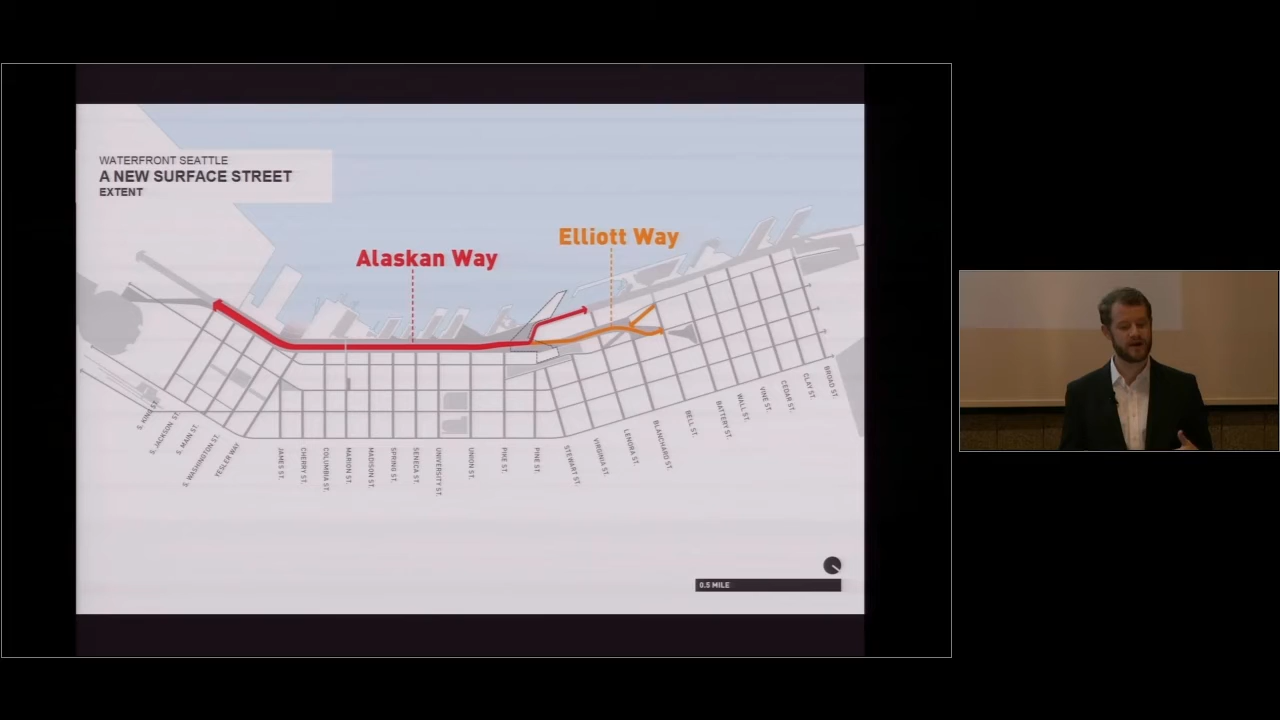 WATERFRONT SEATTLE
A NEW SURFACE STREET
EXTENT
Elliott Way
Alaskan Way
S. KING ST.
S. JACKSON ST.
S. MAIN ST.
S. WASHINGTON ST.
YESLER WAY
JAMES ST.
CHERRY ST.
COLUMBIA ST.
MARION ST.
MADISON ST.
SPRING ST.
SENECA ST.
UNIVERSITY ST.
UNION ST.
PIKE ST.
PINE ST.
STEWART ST.
VIRGINIA ST.
LENORA ST.
BLANCHARD ST.
BELL ST.
BATTERY ST.
WALL ST.
VINE ST.
CEDAR ST.
CLAY ST.
BROAD ST.
0.5 MILE